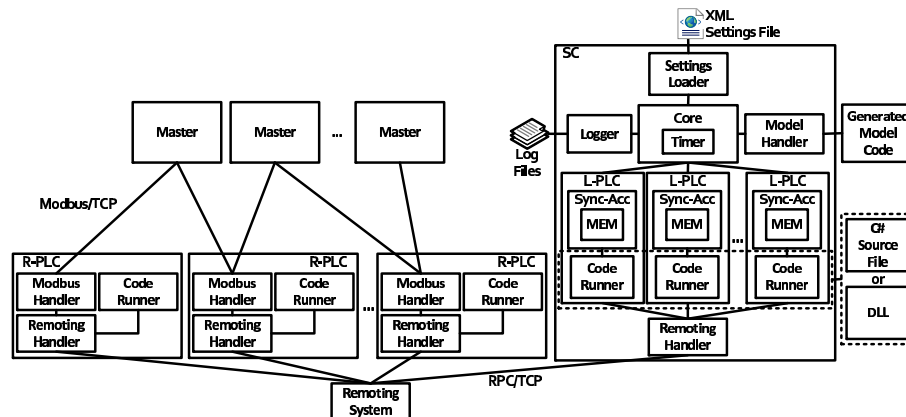 XML
Settings File
SC
Settings
Loader
Master
Master
...
Master
Log
Files
Logger
Core
Timer
Model
Handler
Generated
Model
Code
Modbus/TCP
L-PLC
L-PLC
L-PLC
Sync-Acc
Sync-Acc
Sync-Acc
MEM
MEM
...
MEM
Code
Runner
Code
Runner
Code
Runner
C#
Source
File
or
DLL
R-PLC
Modbus
Handler
Code
Runner
Remoting
Handler
R-PLC
Modbus
Handler
Code
Runner
Remoting
Handler
...
R-PLC
Modbus
Handler
Code
Runner
Remoting
Handler
Remoting
Handler
RPC/TCP
Remoting
System